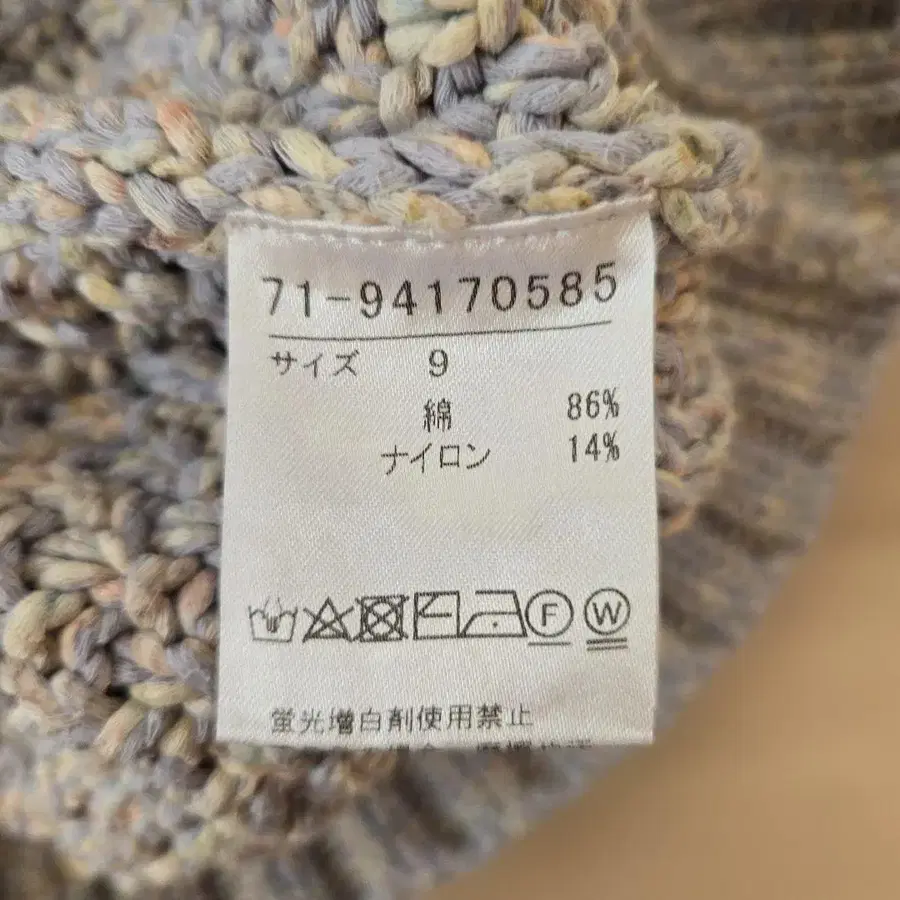 71-94170585
サイズ 9
綿 86%
ナイロン 14%
F W
蛍光増白剤使用禁止